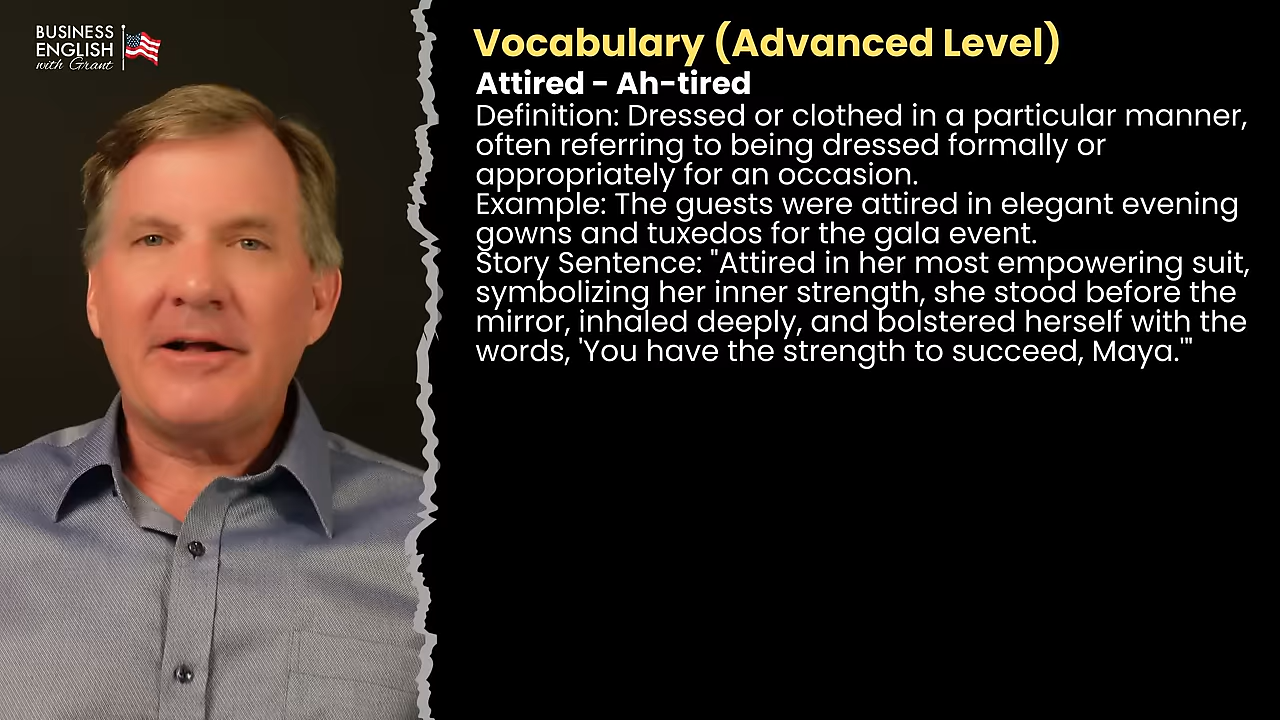 BUSINESS
ENGLISH
with Grant
Vocabulary (Advanced Level)
Attired - Ah-tired
Definition: Dressed or clothed in a particular manner,
often referring to being dressed formally or
appropriately for an occasion.
Example: The guests were attired in elegant evening
gowns and tuxedos for the gala event.
Story Sentence: "Attired in her most empowering suit,
symbolizing her inner strength, she stood before the
mirror, inhaled deeply, and bolstered herself with the
words, 'You have the strength to succeed, Maya.'"